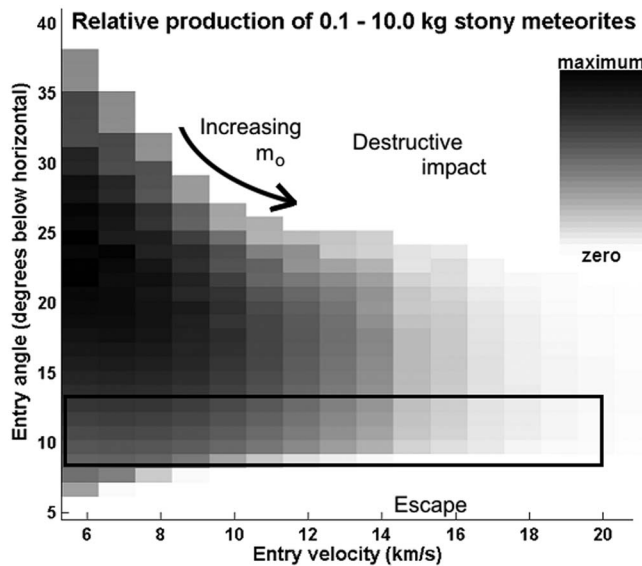 Relative production of 0.1 - 10.0 kg stony meteorites
maximum
zero
Increasing
mo
Destructive
impact
Escape
Entry angle (degrees below horizontal)
40
35
30
25
20
15
10
5
6 8 10 12 14 16 18 20
Entry velocity (km/s)